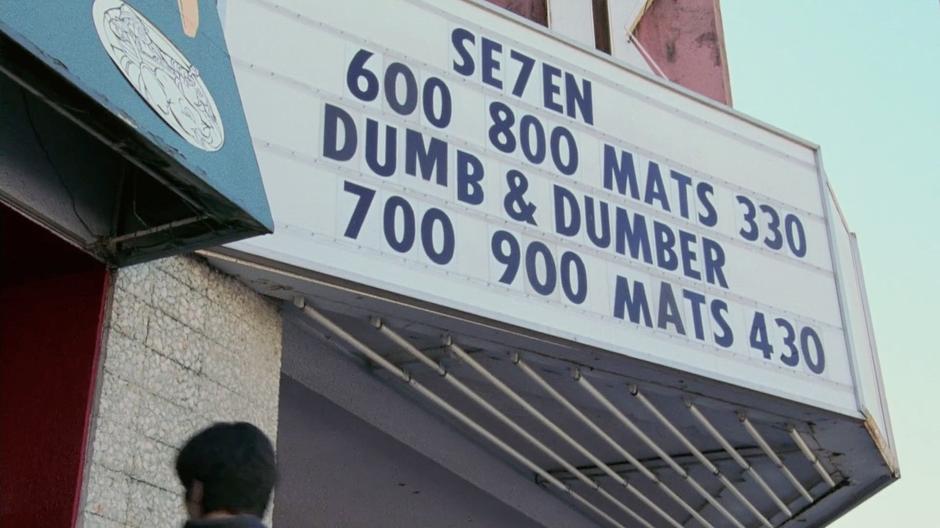 SE7EN
600 800 MATS 330
DUMB & DUMBER
700 900 MATS 430